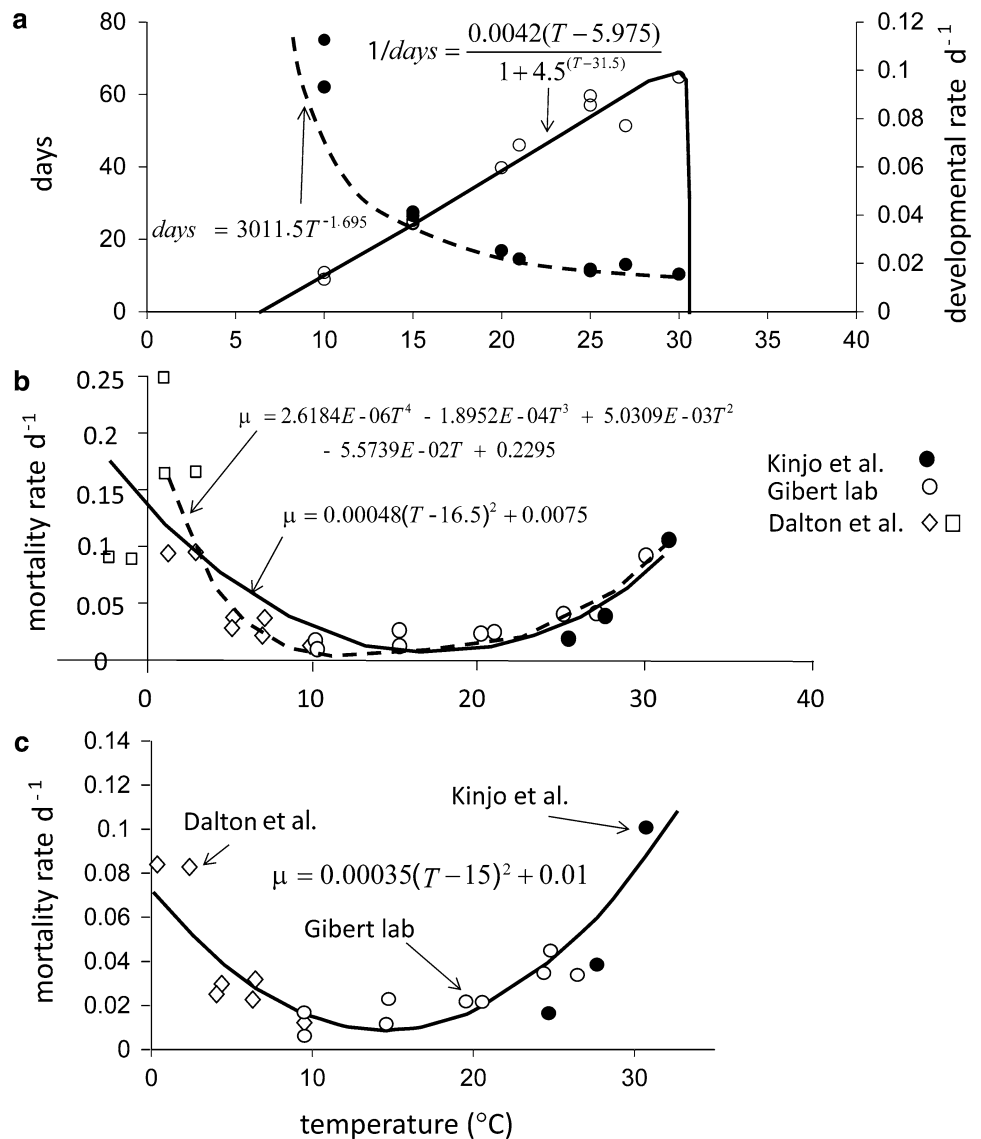 a
80
60
40
20
0
days
0.12
0.1
0.08
0.06
0.04
0.02
0
developmental rate d⁻¹
1/days = 0.0042(T − 5.975)
1 + 4.5^(T−31.5)
days = 3011.5T^-1.695
0 5 10 15 20 25 30 35 40
b
0.25
0.2
0.15
0.1
0.05
0
mortality rate d⁻¹
μ = 2.6184E-06T⁴ - 1.8952E-04T³ + 5.0309E-03T²
- 5.5739E-02T + 0.2295
μ = 0.00048(T − 16.5)² + 0.0075
Kinjo et al.
Gibert lab
Dalton et al.
0 10 20 30 40
c
0.14
0.12
0.1
0.08
0.06
0.04
0.02
0
mortality rate d⁻¹
Kinjo et al.
Dalton et al.
μ = 0.00035(T − 15)² + 0.01
Gibert lab
0 10 20 30
temperature (°C)